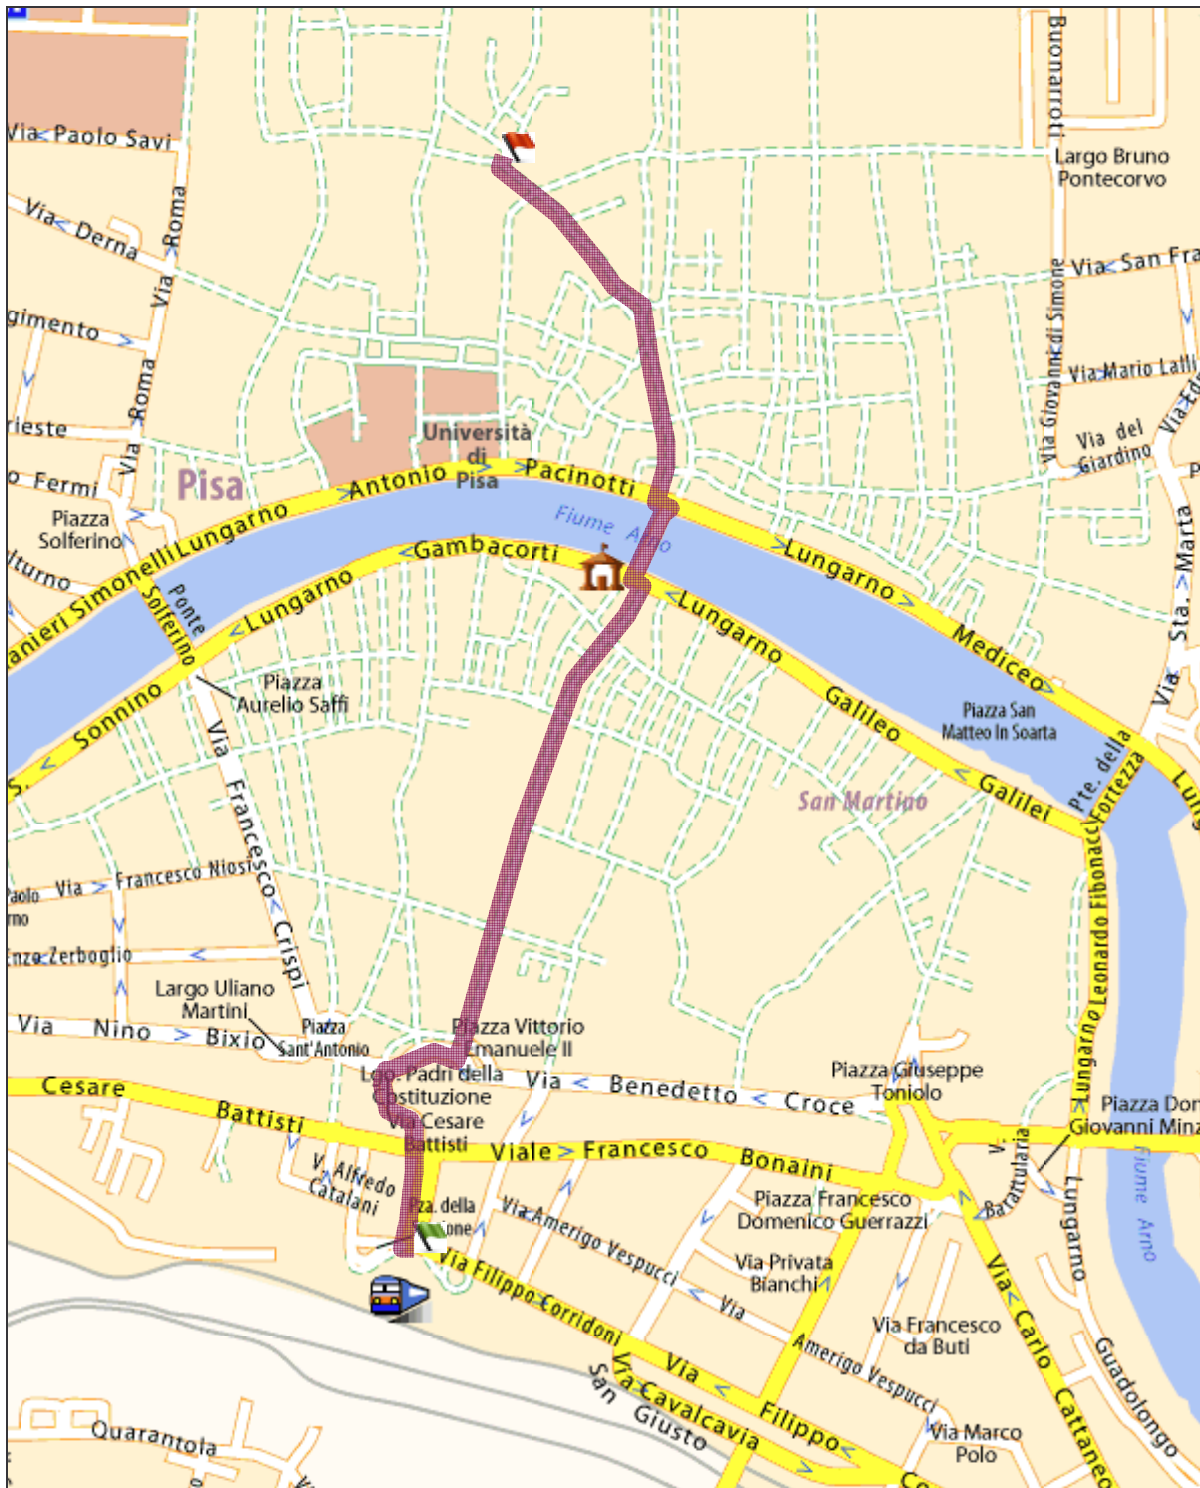 Via Paolo Savi
Buonarroti
Largo Bruno
Pontecorvo
Via
Derna
Via Roma
Via San Fra
gimento
Via Roma
Via Giovanni di Simone
Via Mario Lalli
rieste
Università
di
Pisa
Via del
Giardino
o Fermi
Pisa
Antonio
Pacinotti
Piazza
Solferino
Fiume Arno
lturno
Gambacorti
Lungarno
Lungarno
Via Sta. Marta
anieri Simonelli
Ponte
Solferino
Lungarno
Lungarno
Mediceo
Piazza
Aurelio Saffi
Sonnino
Galileo
Piazza San
Matteo In Soarta
Pte. della
Fortezza
Via Francesco Crispi
San Martino
Galilei
Via Francesco Niosi
Paolo
rno
nzo Zerboglio
Lungarno Leonardo Fibonacci
Largo Uliano
Martini
Via Nino Bixio
Piazza
Sant'Antonio
Piazza Vittorio
Emanuele II
Lgo. Padri della
Costituzione
Via Benedetto Croce
Piazza Giuseppe
Toniolo
Cesare Battisti
Via Cesare
Battisti
Piazza Don
Giovanni Minz
Viale Francesco Bonaini
V. Barattularia
V. Alfredo
Catalani
Pza. della
Via Amerigo Vespucci
Piazza Francesco
Domenico Guerrazzi
Lungarno
Guadolongo
Fiume Arno
Via Filippo Corridoni
Via Privata
Bianchi
Via
Amerigo Vespucci
Via Francesco
da Buti
Via Carlo Cattaneo
San Giusto
Via Cavalcavia
Via Filippo
Co
Quarantola
Via Marco
Polo